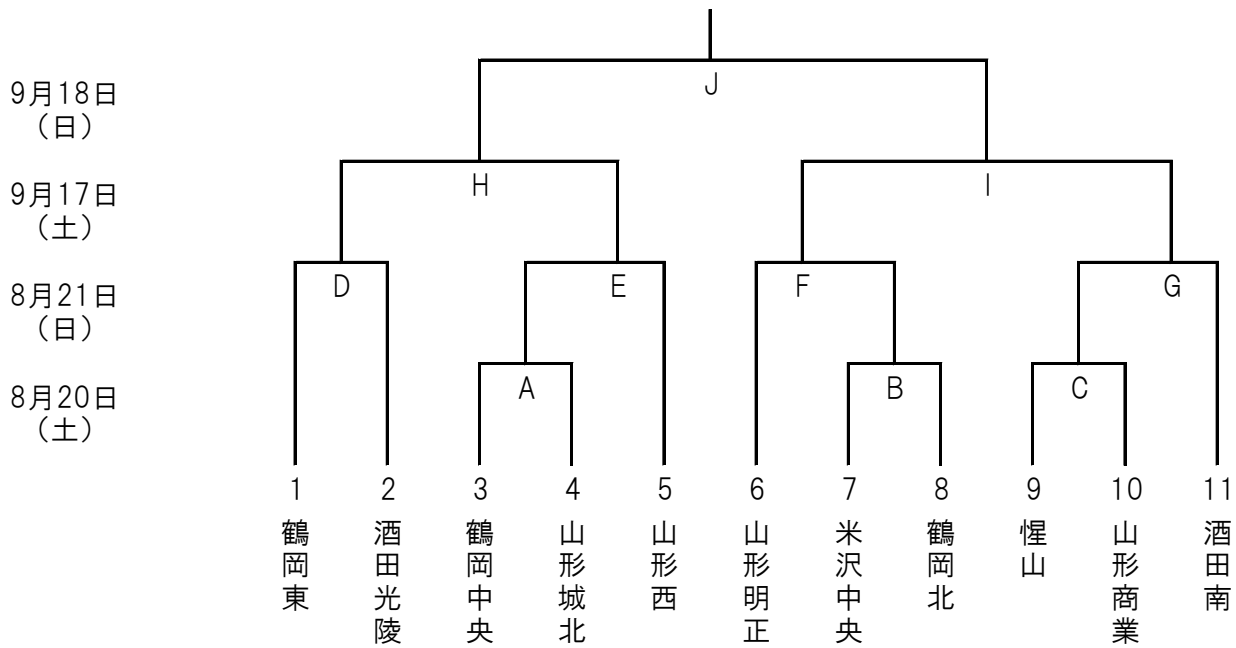 J
9月18日
（日）
H
I
9月17日
（土）
D
E
F
G
8月21日
（日）
A
B
C
8月20日
（土）
1 2 3 4 5 6 7 8 9 10 11
鶴岡東
酒田光陵
鶴岡中央
山形城北
山形西
山形明正
米沢中央
鶴岡北
惺山
山形商業
酒田南